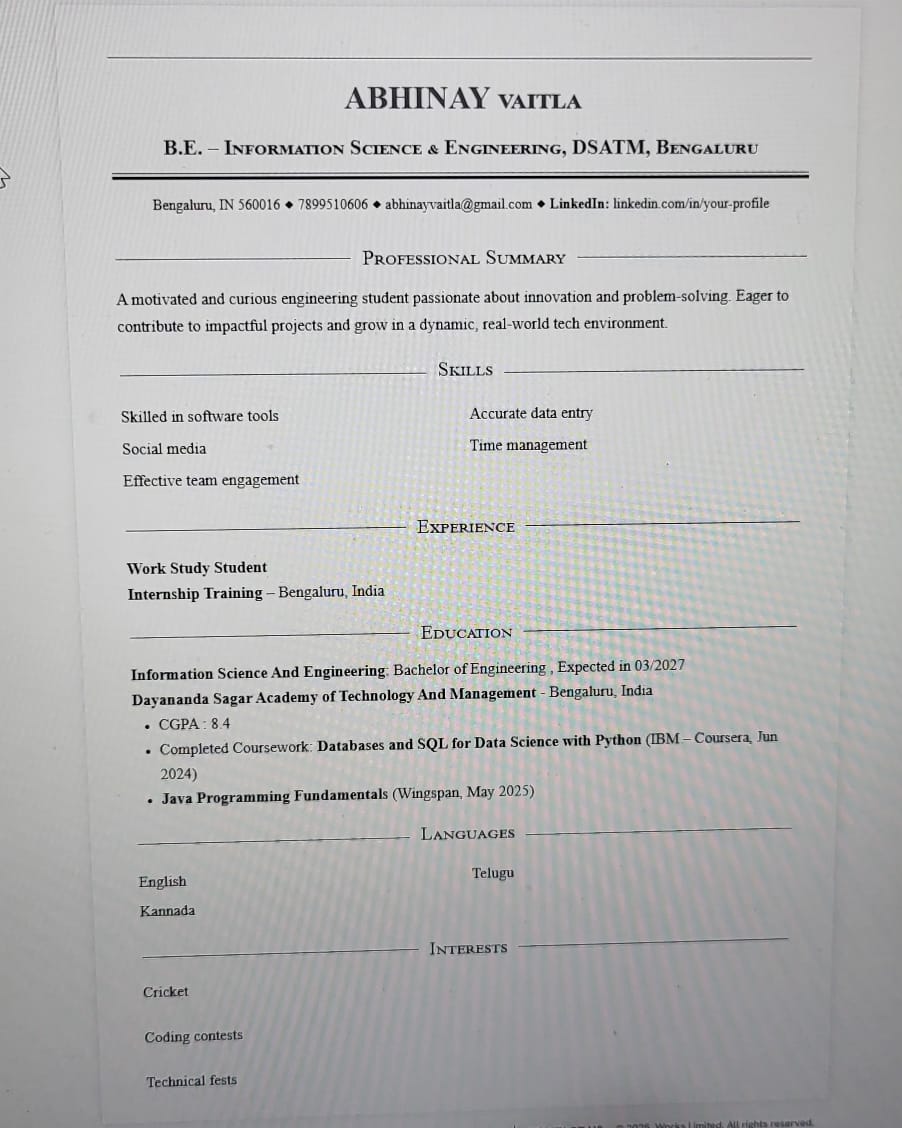 ABHINAY VAITLA
B.E. – INFORMATION SCIENCE & ENGINEERING, DSATM, BENGALURU
Bengaluru, IN 560016 ◆ 7899510606 ◆ abhinayvaitla@gmail.com ◆ LinkedIn: linkedin.com/in/your-profile
PROFESSIONAL SUMMARY
A motivated and curious engineering student passionate about innovation and problem-solving. Eager to
contribute to impactful projects and grow in a dynamic, real-world tech environment.
SKILLS
Skilled in software tools
Social media
Effective team engagement
Accurate data entry
Time management
EXPERIENCE
Work Study Student
Internship Training – Bengaluru, India
EDUCATION
Information Science And Engineering: Bachelor of Engineering , Expected in 03/2027
Dayananda Sagar Academy of Technology And Management - Bengaluru, India
• CGPA : 8.4
• Completed Coursework: Databases and SQL for Data Science with Python (IBM – Coursera, Jun
2024)
• Java Programming Fundamentals (Wingspan, May 2025)
LANGUAGES
English
Kannada
Telugu
INTERESTS
Cricket
Coding contests
Technical fests
Works Limited. All rights reserved.